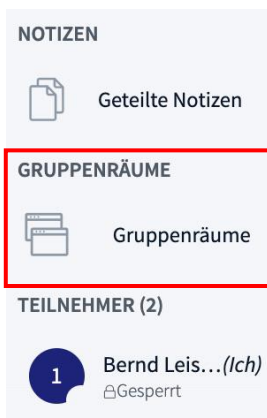 NOTIZEN
Geteilte Notizen
GRUPPENRÄUME
Gruppenräume
TEILNEHMER (2)
1
Bernd Leis...(Ich)
Gesperrt